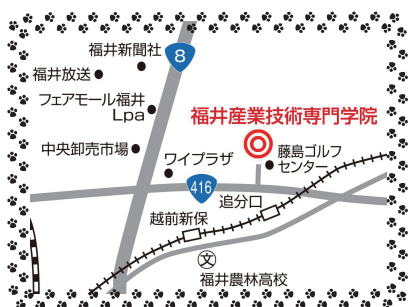 福井新聞社
8
福井放送
フェアモール福井
Lpa
福井産業技術専門学院
中央卸売市場
ワイプラザ
藤島ゴルフ
センター
416
追分口
越前新保
文
福井農林高校